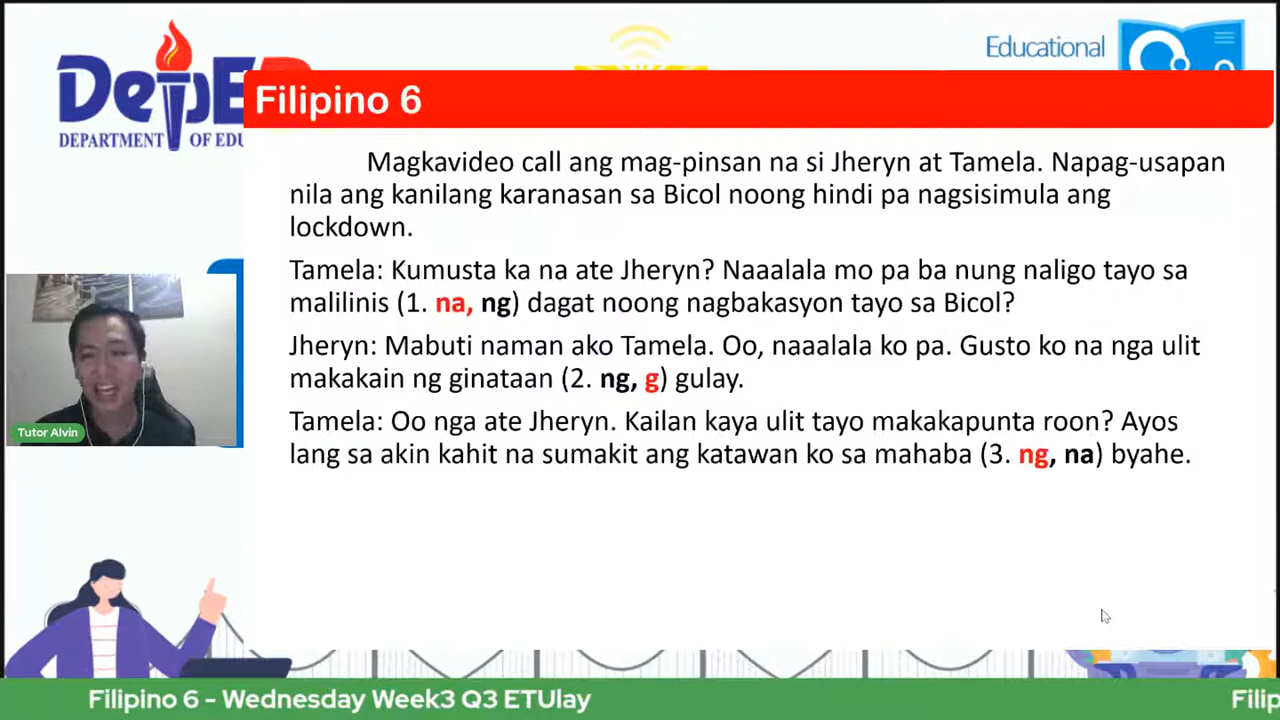 DepED
DEPARTMENT OF EDU
Educational
Filipino 6
Magkavideo call ang mag-pinsan na si Jheryn at Tamela. Napag-usapan
nila ang kanilang karanasan sa Bicol noong hindi pa nagsisimula ang
lockdown.
Tamela: Kumusta ka na ate Jheryn? Naaalala mo pa ba nung naligo tayo sa
malilinis (1. na, ng) dagat noong nagbakasyon tayo sa Bicol?
Jheryn: Mabuti naman ako Tamela. Oo, naaalala ko pa. Gusto ko na nga ulit
makakain ng ginataan (2. ng, g) gulay.
Tamela: Oo nga ate Jheryn. Kailan kaya ulit tayo makakapunta roon? Ayos
lang sa akin kahit na sumakit ang katawan ko sa mahaba (3. ng, na) byahe.
Tutor Alvin
Filipino 6 - Wednesday Week3 Q3 ETUlay
Filip